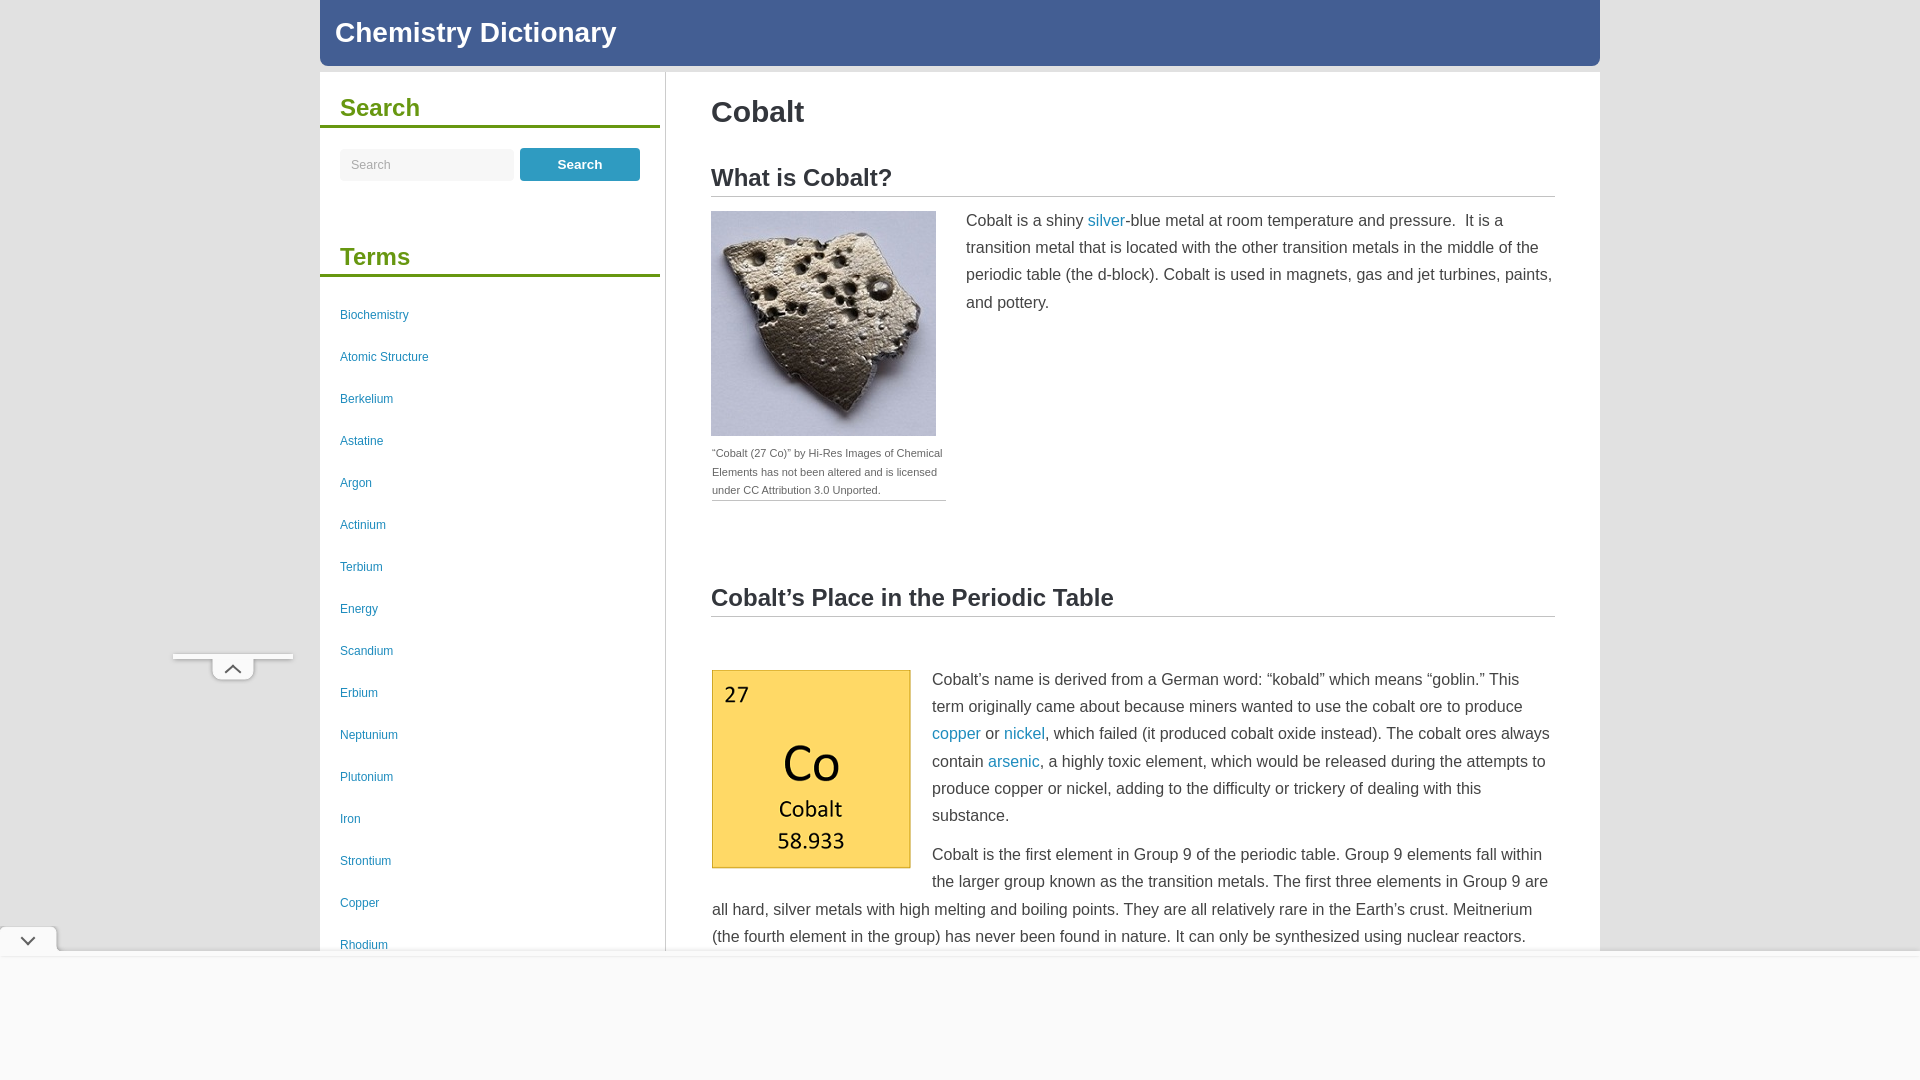 Chemistry Dictionary
Search
Search
Search
Terms
Biochemistry
Atomic Structure
Berkelium
Astatine
Argon
Actinium
Terbium
Energy
Scandium
Erbium
Neptunium
Plutonium
Iron
Strontium
Copper
Rhodium
Cobalt
What is Cobalt?
Cobalt is a shiny silver-blue metal at room temperature and pressure.  It is a
transition metal that is located with the other transition metals in the middle of the
periodic table (the d-block). Cobalt is used in magnets, gas and jet turbines, paints,
and pottery.
“Cobalt (27 Co)” by Hi-Res Images of Chemical
Elements has not been altered and is licensed
under CC Attribution 3.0 Unported.
Cobalt’s Place in the Periodic Table
27
Co
Cobalt
58.933
Cobalt’s name is derived from a German word: “kobald” which means “goblin.” This
term originally came about because miners wanted to use the cobalt ore to produce
copper or nickel, which failed (it produced cobalt oxide instead). The cobalt ores always
contain arsenic, a highly toxic element, which would be released during the attempts to
produce copper or nickel, adding to the difficulty or trickery of dealing with this
substance.
Cobalt is the first element in Group 9 of the periodic table. Group 9 elements fall within
the larger group known as the transition metals. The first three elements in Group 9 are
all hard, silver metals with high melting and boiling points. They are all relatively rare in the Earth’s crust. Meitnerium
(the fourth element in the group) has never been found in nature. It can only be synthesized using nuclear reactors.